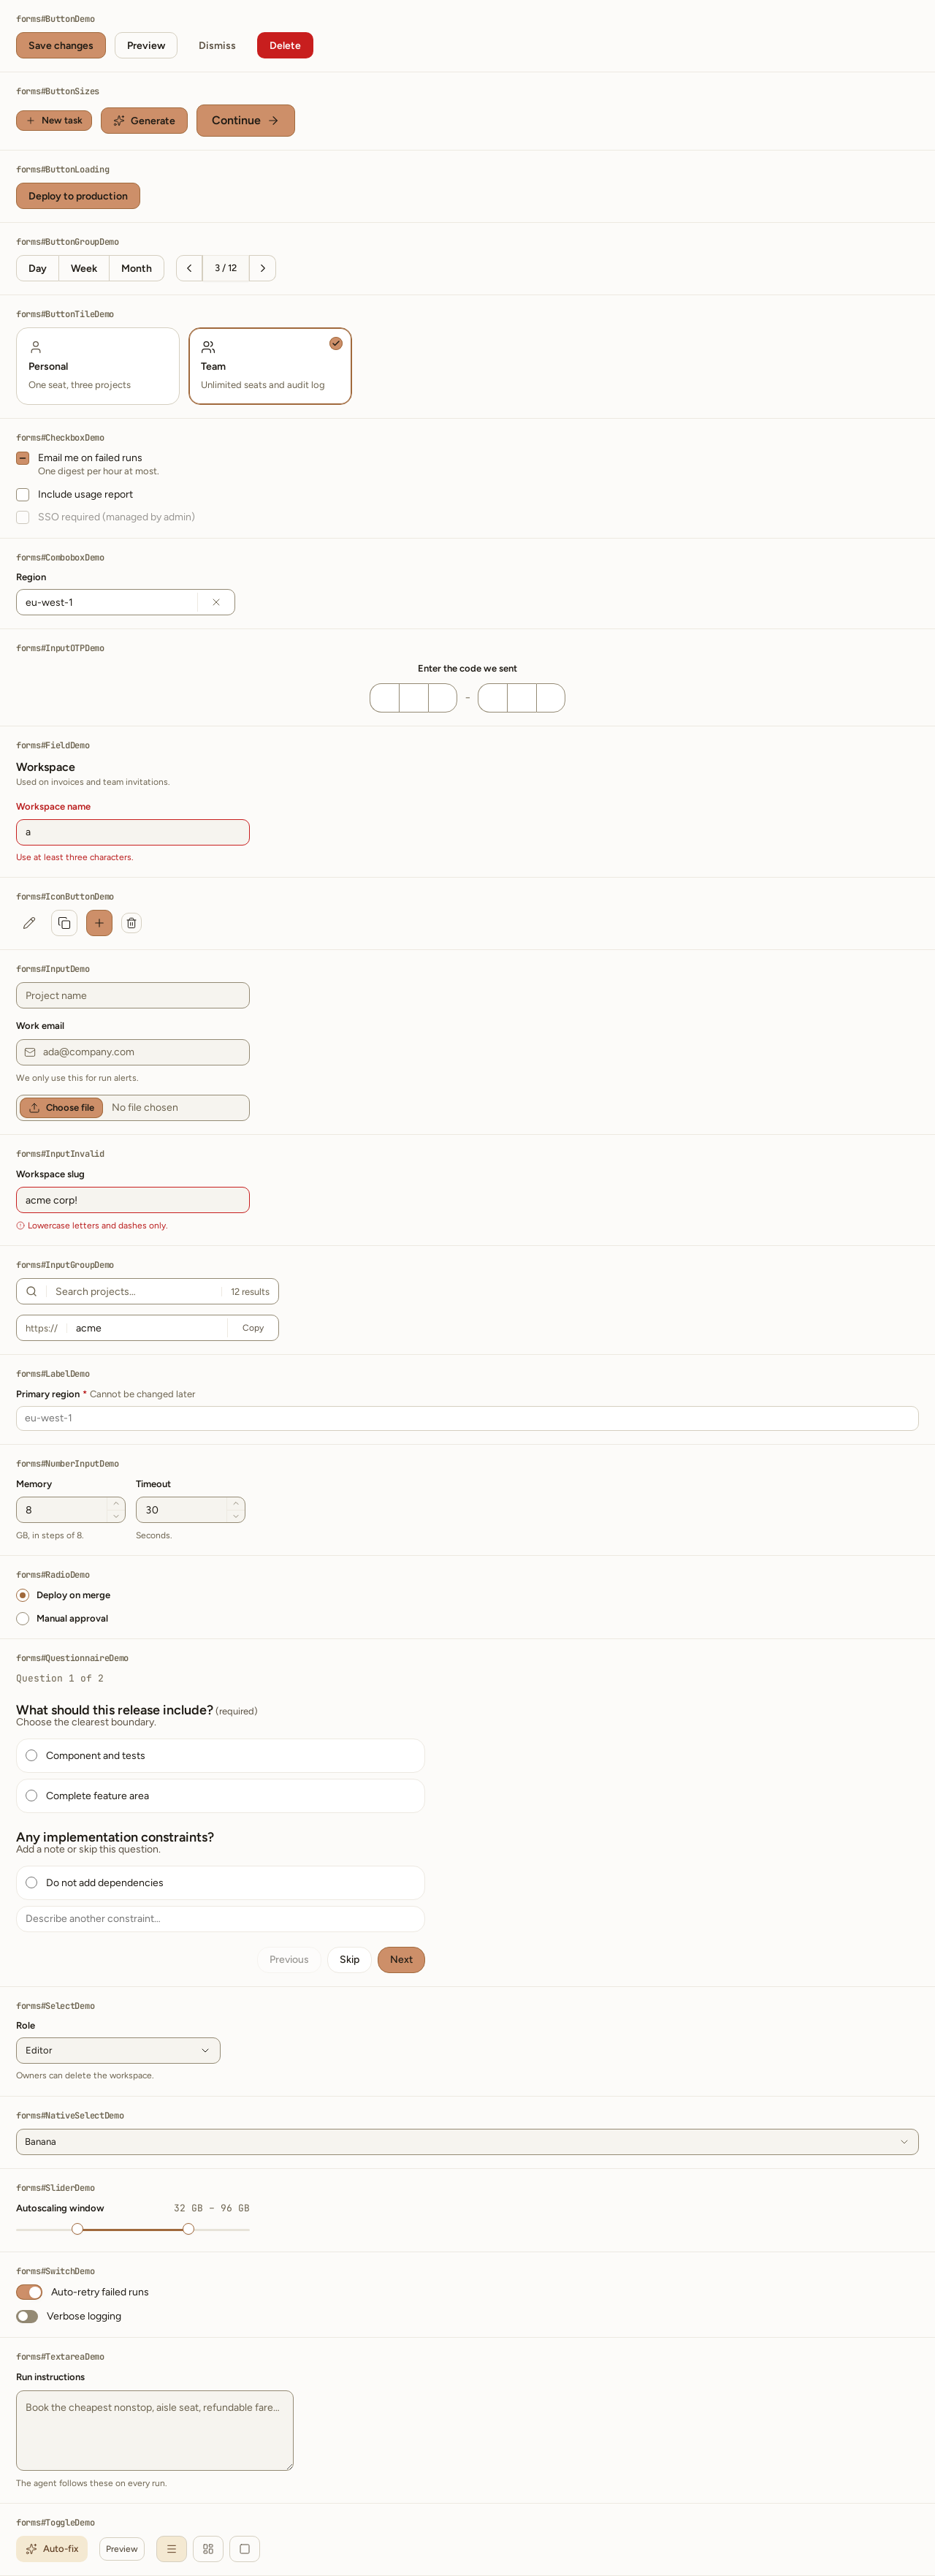 forms#ButtonDemo
Save changes Preview Dismiss Delete
forms#ButtonSizes
New task Generate Continue
forms#ButtonLoading
Deploy to production
forms#ButtonGroupDemo
Day Week Month 3 / 12
forms#ButtonTileDemo
Personal
One seat, three projects
Team
Unlimited seats and audit log
forms#CheckboxDemo
Email me on failed runs
One digest per hour at most.
Include usage report
SSO required (managed by admin)
forms#ComboboxDemo
Region
eu-west-1
forms#InputOTPDemo
Enter the code we sent
-
forms#FieldDemo
Workspace
Used on invoices and team invitations.
Workspace name
a
Use at least three characters.
forms#IconButtonDemo
forms#InputDemo
Project name
Work email
ada@company.com
We only use this for run alerts.
Choose file No file chosen
forms#InputInvalid
Workspace slug
acme corp!
Lowercase letters and dashes only.
forms#InputGroupDemo
Search projects... 12 results
https:// acme Copy
forms#LabelDemo
Primary region * Cannot be changed later
eu-west-1
forms#NumberInputDemo
Memory Timeout
8 30
GB, in steps of 8. Seconds.
forms#RadioDemo
Deploy on merge
Manual approval
forms#QuestionnaireDemo
Question 1 of 2
What should this release include? (required)
Choose the clearest boundary.
Component and tests
Complete feature area
Any implementation constraints?
Add a note or skip this question.
Do not add dependencies
Describe another constraint...
Previous Skip Next
forms#SelectDemo
Role
Editor
Owners can delete the workspace.
forms#NativeSelectDemo
Banana
forms#SliderDemo
Autoscaling window 32 GB – 96 GB
forms#SwitchDemo
Auto-retry failed runs
Verbose logging
forms#TextareaDemo
Run instructions
Book the cheapest nonstop, aisle seat, refundable fare...
The agent follows these on every run.
forms#ToggleDemo
Auto-fix Preview